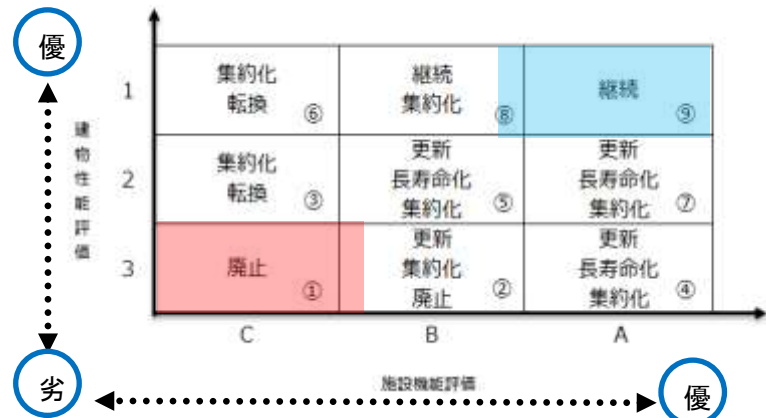 優
建物性能評価
1
集約化
転換
⑥
継続
集約化
⑧
継続
⑨
2
集約化
転換
③
更新
長寿命化
集約化
⑤
更新
長寿命化
集約化
⑦
3
廃止
①
更新
集約化
廃止
②
更新
長寿命化
集約化
④
C
B
A
劣
施設機能評価
優